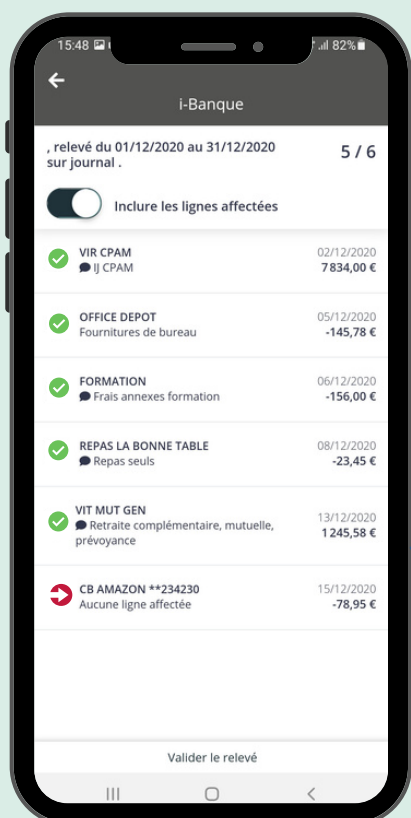 15:48 82%
i-Banque
, relevé du 01/12/2020 au 31/12/2020
sur journal .
5 / 6
Inclure les lignes affectées
VIR CPAM 02/12/2020
IJ CPAM 7 834,00 €
OFFICE DEPOT 05/12/2020
Fournitures de bureau -145,78 €
FORMATION 06/12/2020
Frais annexes formation -156,00 €
REPAS LA BONNE TABLE 08/12/2020
Repas seuls -23,45 €
VIT MUT GEN 13/12/2020
Retraite complémentaire, mutuelle, 1 245,58 €
prévoyance
CB AMAZON **234230 15/12/2020
Aucune ligne affectée -78,95 €
Valider le relevé